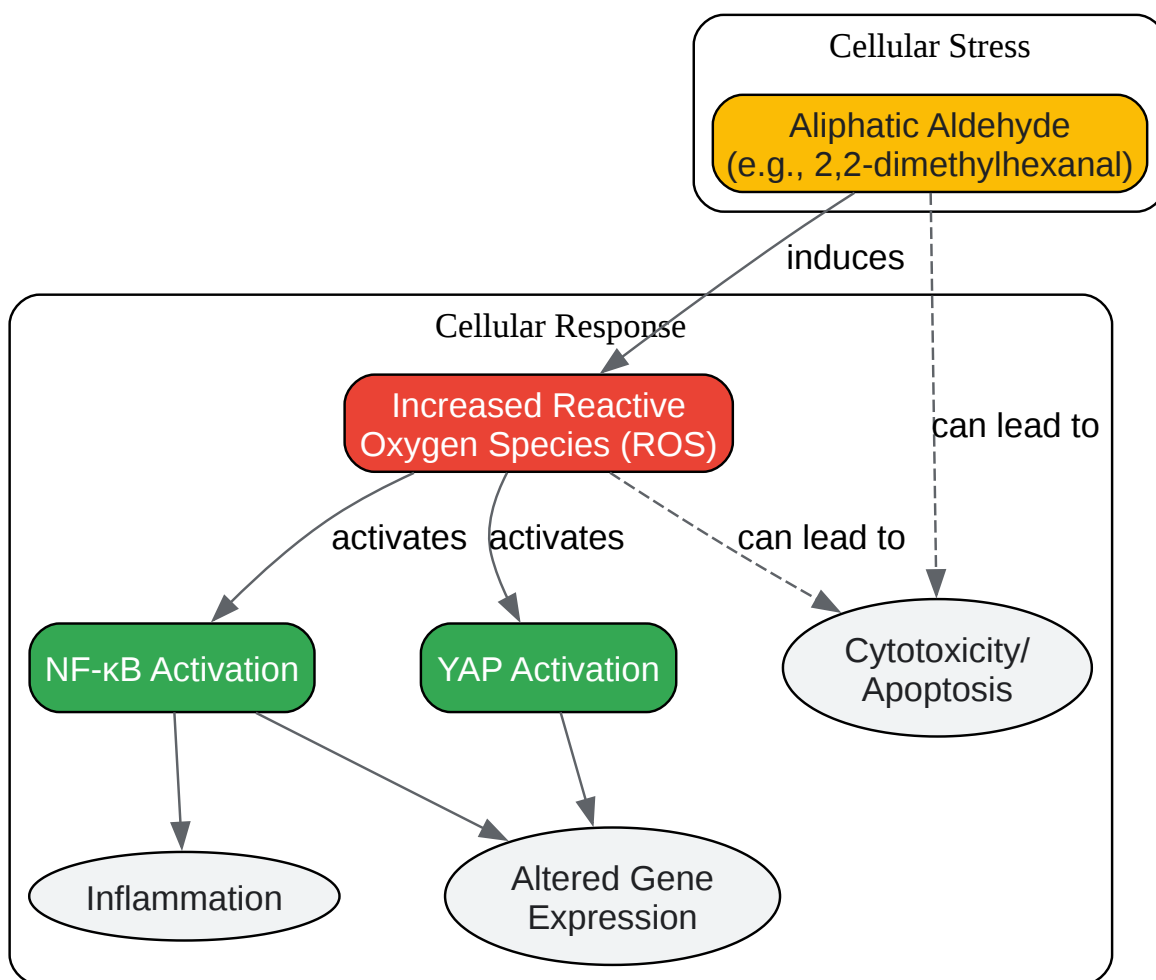 Cellular Stress
Aliphatic Aldehyde
(e.g., 2,2-dimethylhexanal)
induces
Cellular Response
Increased Reactive
Oxygen Species (ROS)
can lead to
activates
activates
can lead to
NF-κB Activation
YAP Activation
Cytotoxicity/
Apoptosis
Inflammation
Altered Gene
Expression